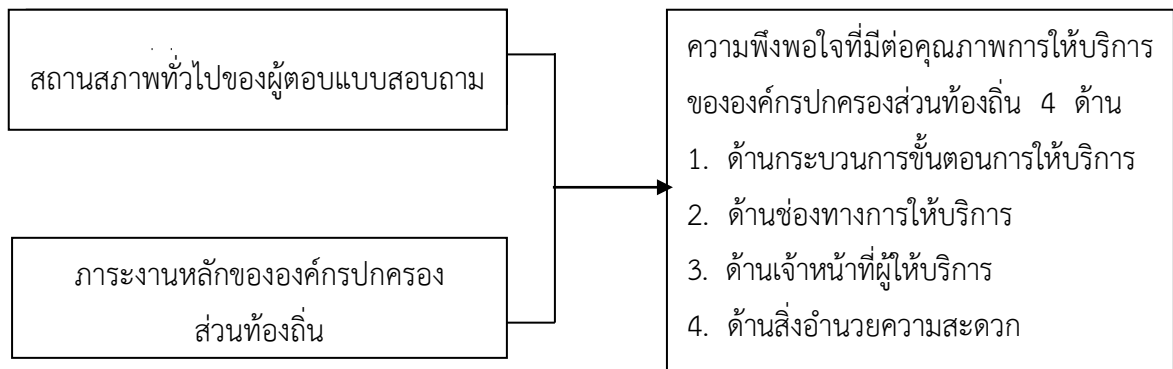 สถานสภาพทั่วไปของผู้ตอบแบบสอบถาม
ภาระงานหลักขององค์กรปกครอง
ส่วนท้องถิ่น
ความพึงพอใจที่มีต่อคุณภาพการให้บริการ
ขององค์กรปกครองส่วนท้องถิ่น 4 ด้าน
1. ด้านกระบวนการขั้นตอนการให้บริการ
2. ด้านช่องทางการให้บริการ
3. ด้านเจ้าหน้าที่ผู้ให้บริการ
4. ด้านสิ่งอำนวยความสะดวก